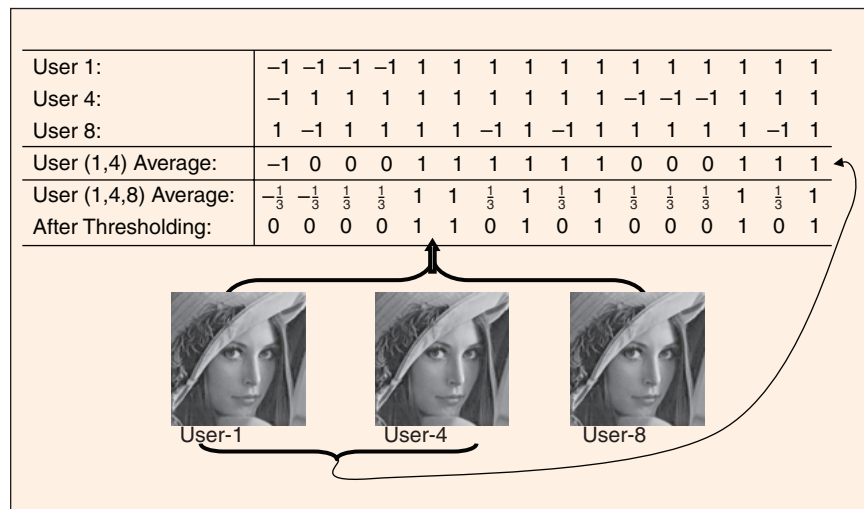 User 1: –1 –1 –1 –1 1 1 1 1 1 1 1 1 1 1 1 1
User 4: –1 1 1 1 1 1 1 1 1 1 –1 –1 –1 1 1 1
User 8: 1 –1 1 1 1 1 –1 1 –1 1 1 1 1 1 –1 1
User (1,4) Average: –1 0 0 0 1 1 1 1 1 1 0 0 0 1 1 1
User (1,4,8) Average: –1/3 –1/3 1/3 1/3 1 1 1/3 1 1/3 1 1/3 1/3 1/3 1 1/3 1
After Thresholding: 0 0 0 0 1 1 0 1 0 1 0 0 0 1 0 1
User-1 User-4 User-8